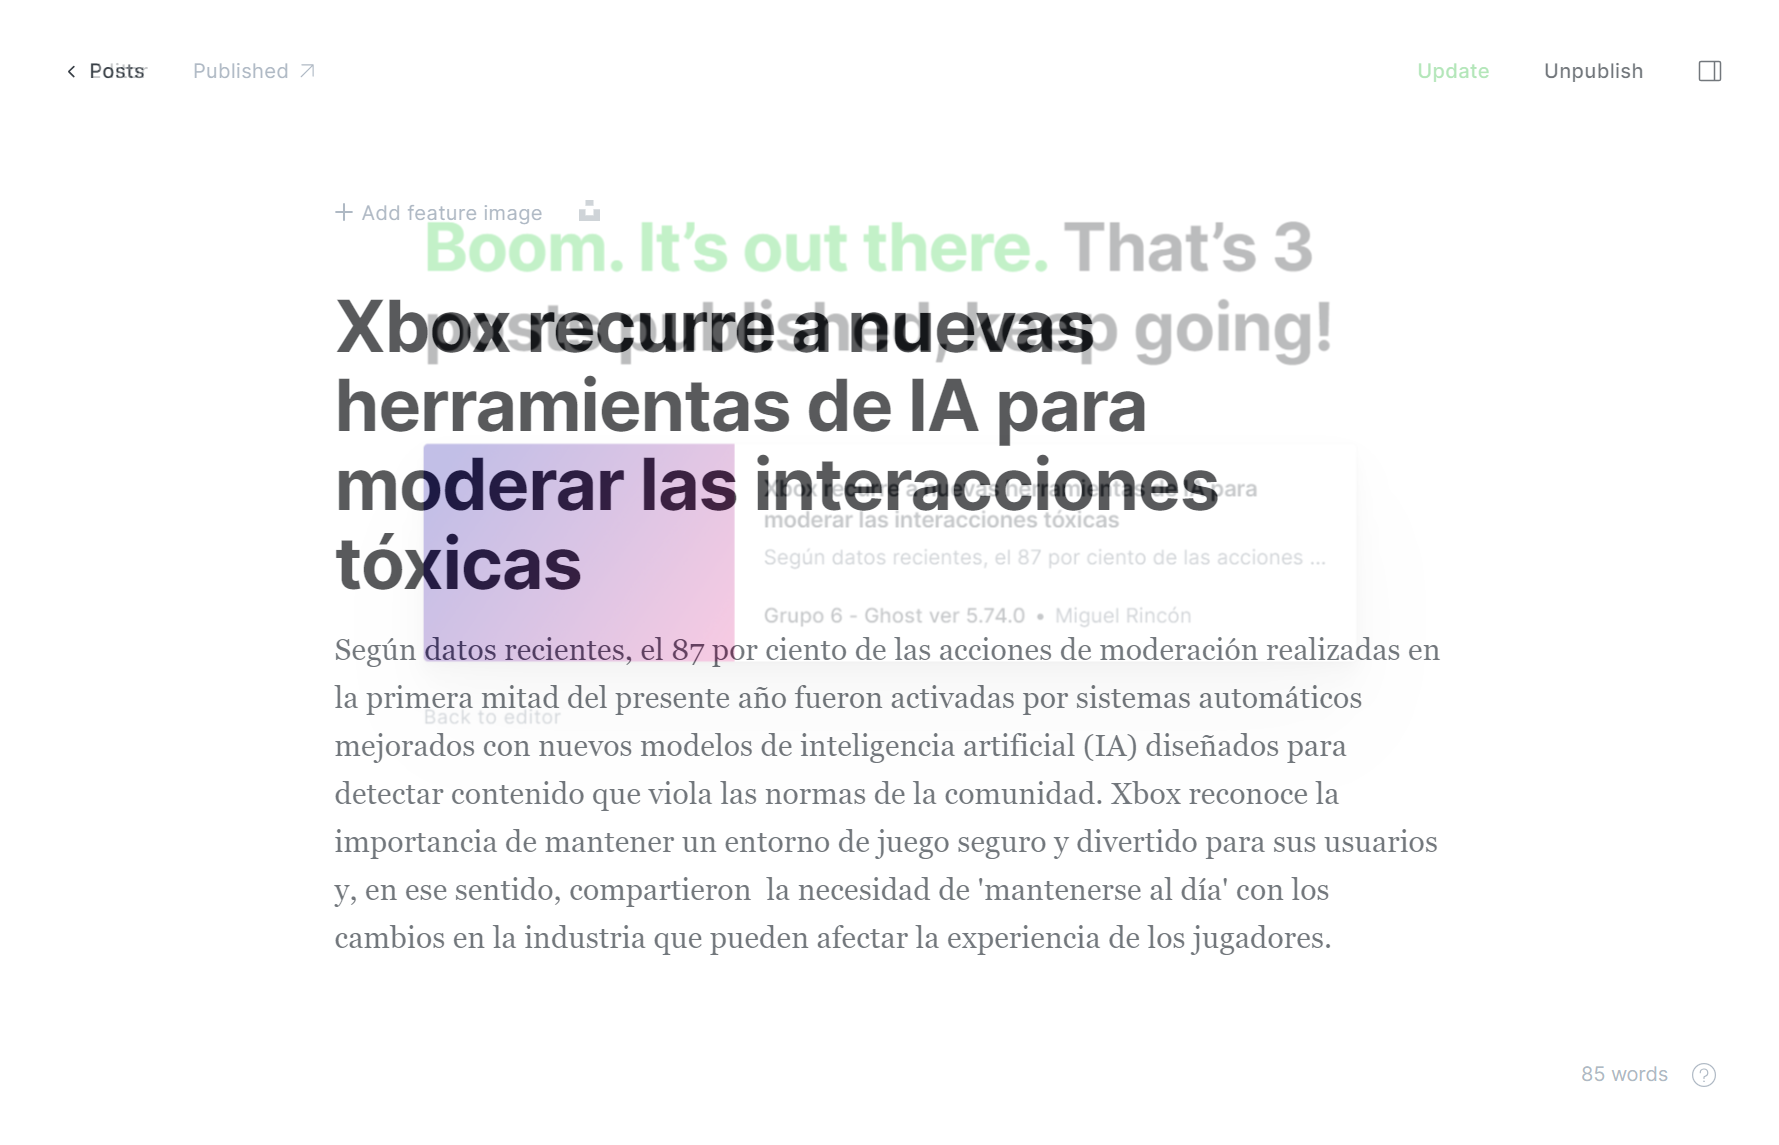 Posts
Editor
Published
Update
Unpublish
Add feature image
Boom. It's out there. That's 3
posts published, keep going!
Xbox recurre a nuevas
herramientas de IA para
moderar las interacciones
tóxicas
Xbox recurre a nuevas herramientas de IA para
moderar las interacciones tóxicas
Según datos recientes, el 87 por ciento de las acciones ...
Grupo 6 - Ghost ver 5.74.0 • Miguel Rincón
Según datos recientes, el 87 por ciento de las acciones de moderación realizadas en
la primera mitad del presente año fueron activadas por sistemas automáticos
Back to editor
mejorados con nuevos modelos de inteligencia artificial (IA) diseñados para
detectar contenido que viola las normas de la comunidad. Xbox reconoce la
importancia de mantener un entorno de juego seguro y divertido para sus usuarios
y, en ese sentido, compartieron  la necesidad de 'mantenerse al día' con los
cambios en la industria que pueden afectar la experiencia de los jugadores.
85 words
?